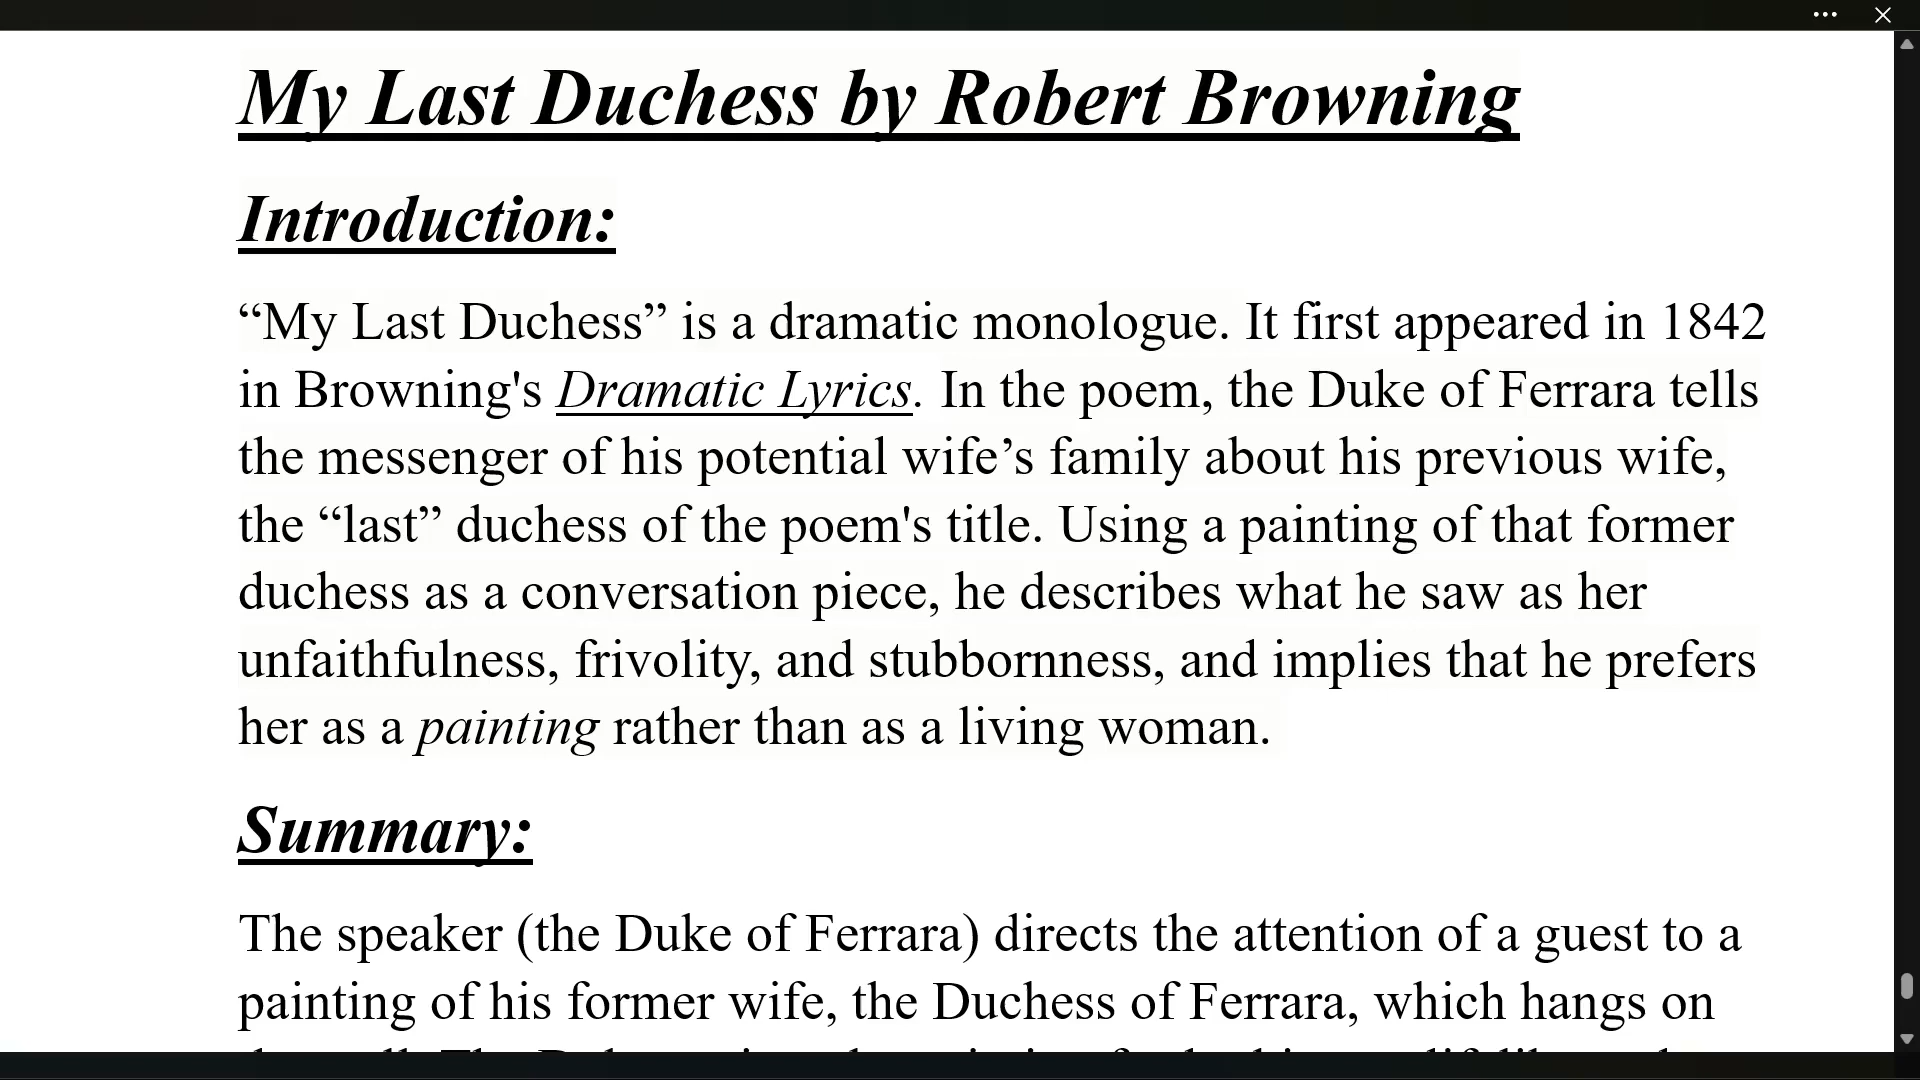 My Last Duchess by Robert Browning
Introduction:
“My Last Duchess” is a dramatic monologue. It first appeared in 1842
in Browning's Dramatic Lyrics. In the poem, the Duke of Ferrara tells
the messenger of his potential wife’s family about his previous wife,
the “last” duchess of the poem's title. Using a painting of that former
duchess as a conversation piece, he describes what he saw as her
unfaithfulness, frivolity, and stubbornness, and implies that he prefers
her as a painting rather than as a living woman.
Summary:
The speaker (the Duke of Ferrara) directs the attention of a guest to a
painting of his former wife, the Duchess of Ferrara, which hangs on